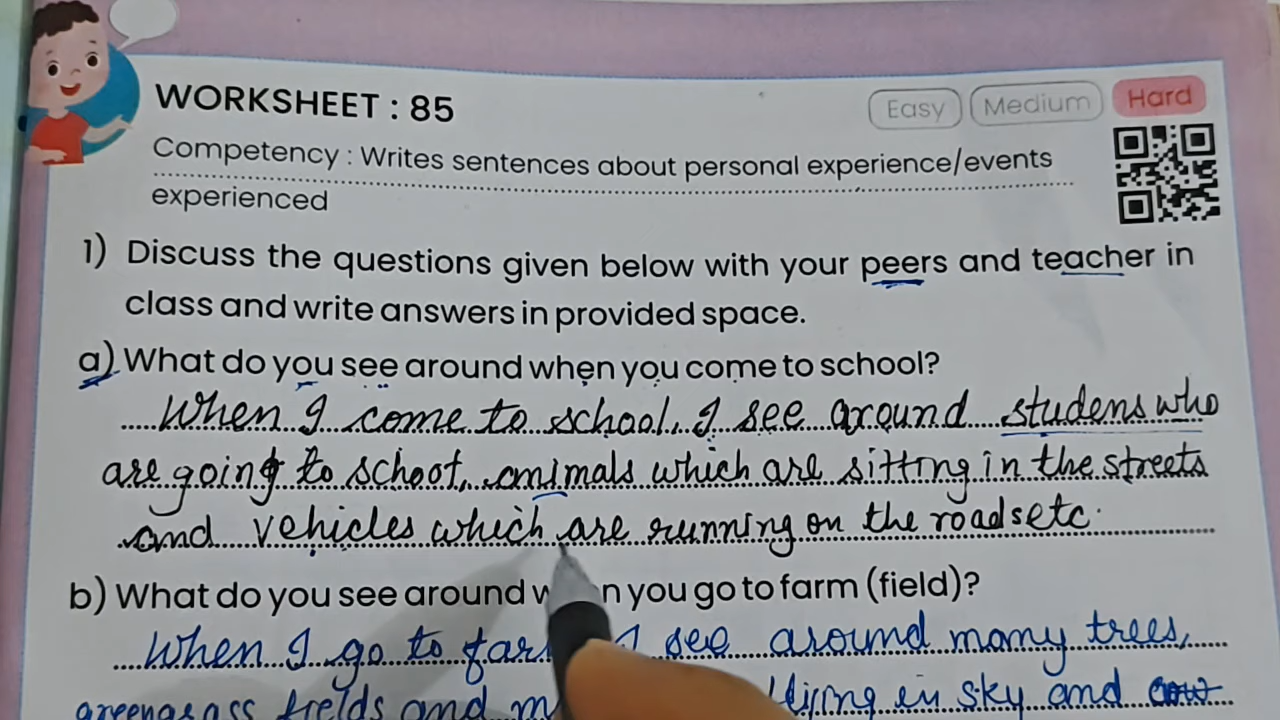 WORKSHEET : 85
Easy Medium Hard
Competency : Writes sentences about personal experience/events
experienced
1) Discuss the questions given below with your peers and teacher in
class and write answers in provided space.
a) What do you see around when you come to school?
When I come to school, I see around studens who
are going to school, animals which are sitting in the streets
and vehicles which are running on the roads etc.
b) What do you see around you go to farm (field)?
When I go to I see around many trees,
fields and in sky and cow